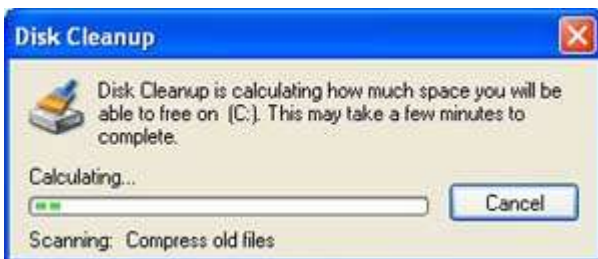 Disk Cleanup
Disk Cleanup is calculating how much space you will be
able to free on (C:). This may take a few minutes to
complete.
Calculating...
Cancel
Scanning: Compress old files